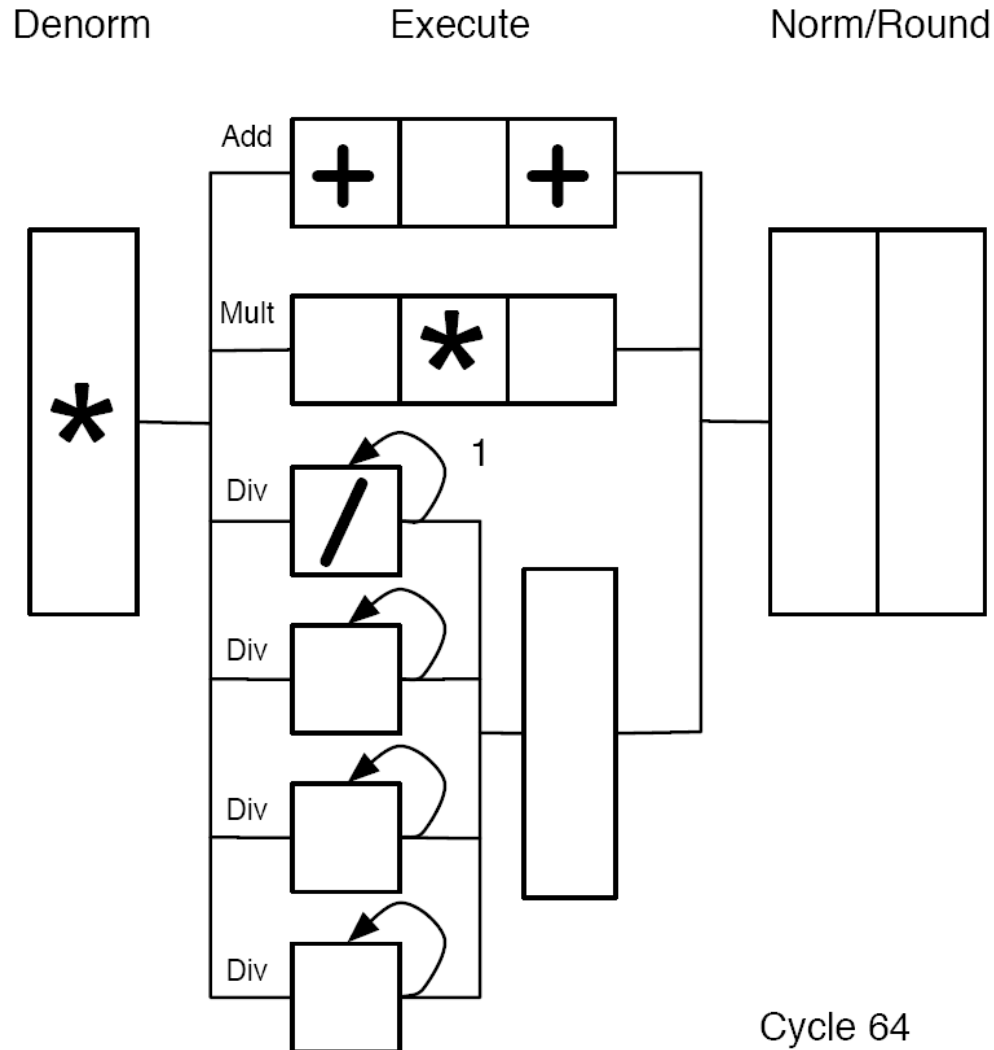 Denorm Execute Norm/Round
Add + +
Mult *
*
1
Div /
Div
Div
Div
Cycle 64